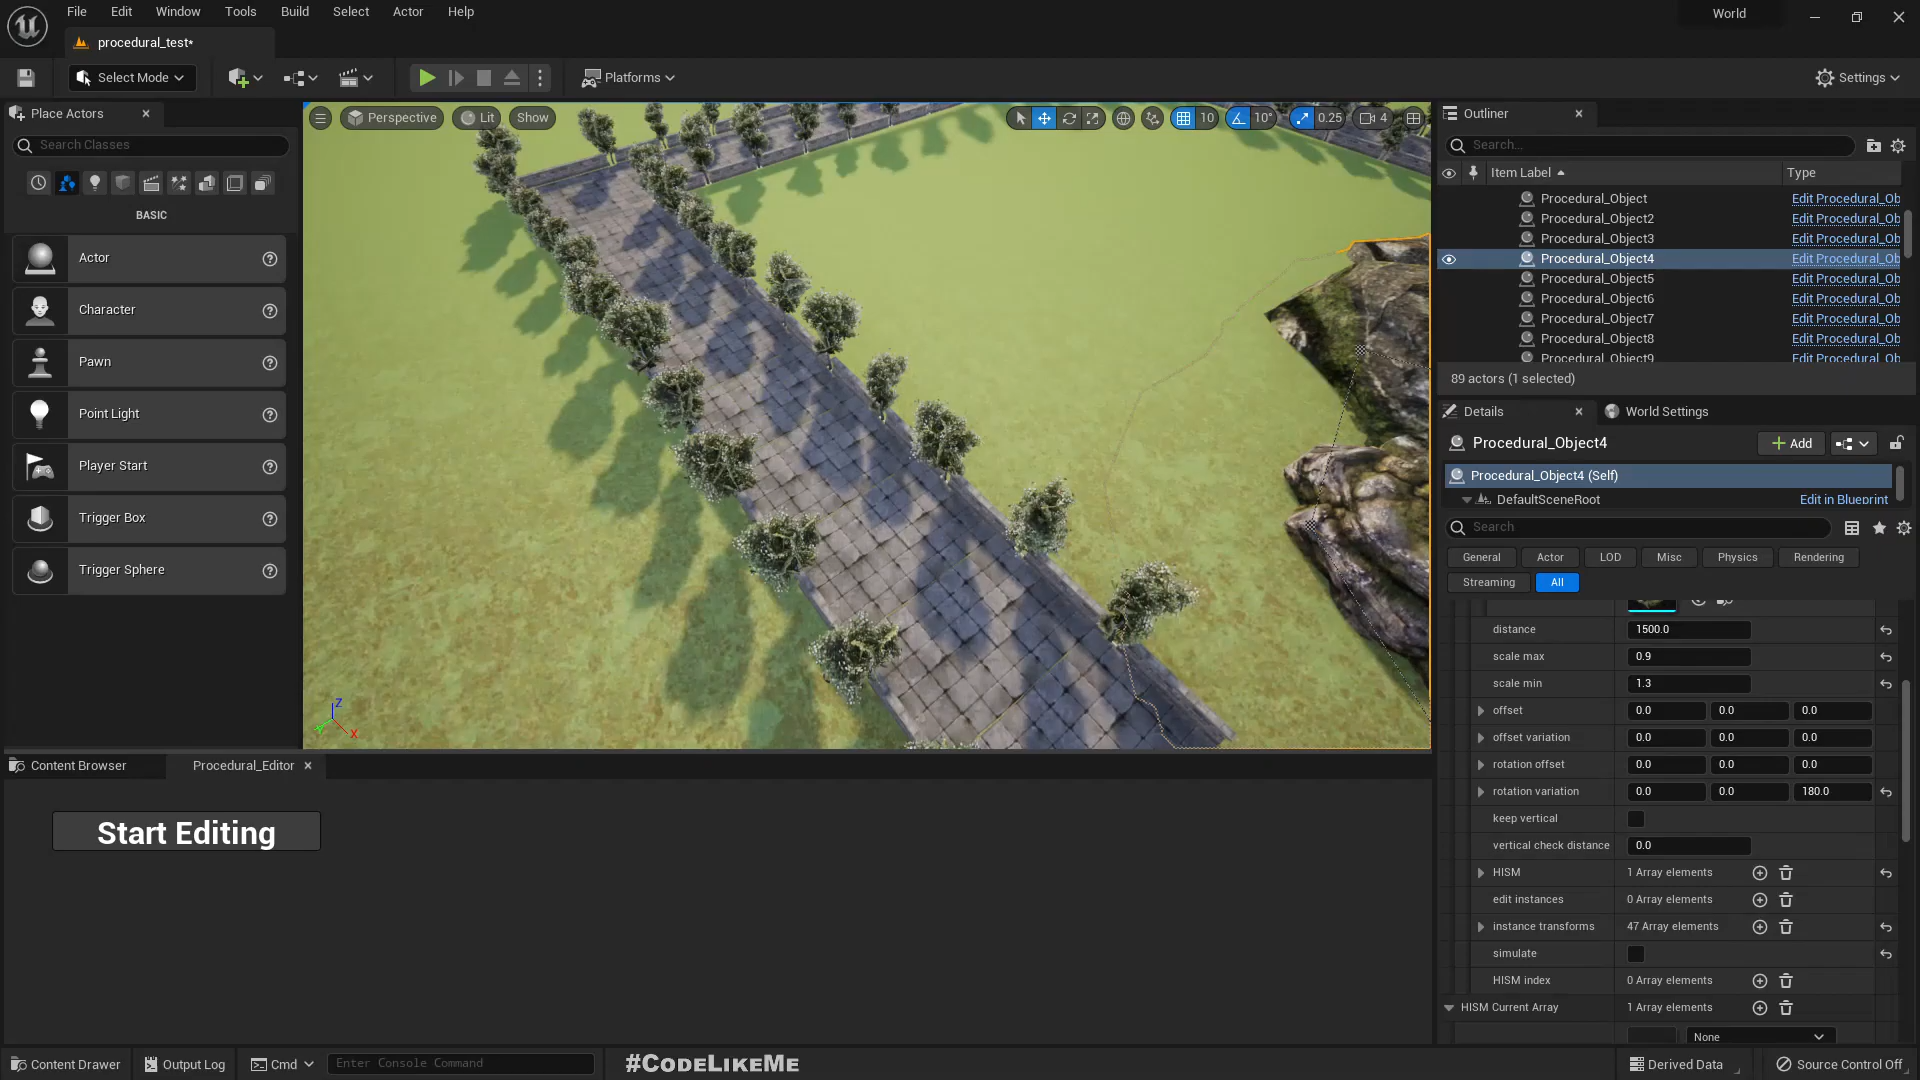 File Edit Window Tools Build Select Actor Help
World
procedural_test*
Select Mode
Platforms
Settings
Place Actors
Search Classes
BASIC
Actor
Character
Pawn
Point Light
Player Start
Trigger Box
Trigger Sphere
Perspective Lit Show
10 10° 0.25 4
Outliner
Search...
Item Label Type
Procedural_Object Edit Procedural_Ob
Procedural_Object2 Edit Procedural_Ob
Procedural_Object3 Edit Procedural_Ob
Procedural_Object4 Edit Procedural_Ob
Procedural_Object5 Edit Procedural_Ob
Procedural_Object6 Edit Procedural_Ob
Procedural_Object7 Edit Procedural_Ob
Procedural_Object8 Edit Procedural_Ob
Procedural_Object9 Edit Procedural_Ob
89 actors (1 selected)
Details World Settings
Procedural_Object4 + Add
Procedural_Object4 (Self)
DefaultSceneRoot Edit in Blueprint
Search
General Actor LOD Misc Physics Rendering
Streaming All
distance 1500.0
scale max 0.9
scale min 1.3
offset 0.0 0.0 0.0
offset variation 0.0 0.0 0.0
rotation offset 0.0 0.0 0.0
rotation variation 0.0 0.0 180.0
keep vertical
vertical check distance 0.0
HISM 1 Array elements
edit instances 0 Array elements
instance transforms 47 Array elements
simulate
HISM index 0 Array elements
HISM Current Array 1 Array elements
None
Z
X
Content Browser Procedural_Editor
Start Editing
Content Drawer Output Log Cmd Enter Console Command #CODELIKEME Derived Data Source Control Off